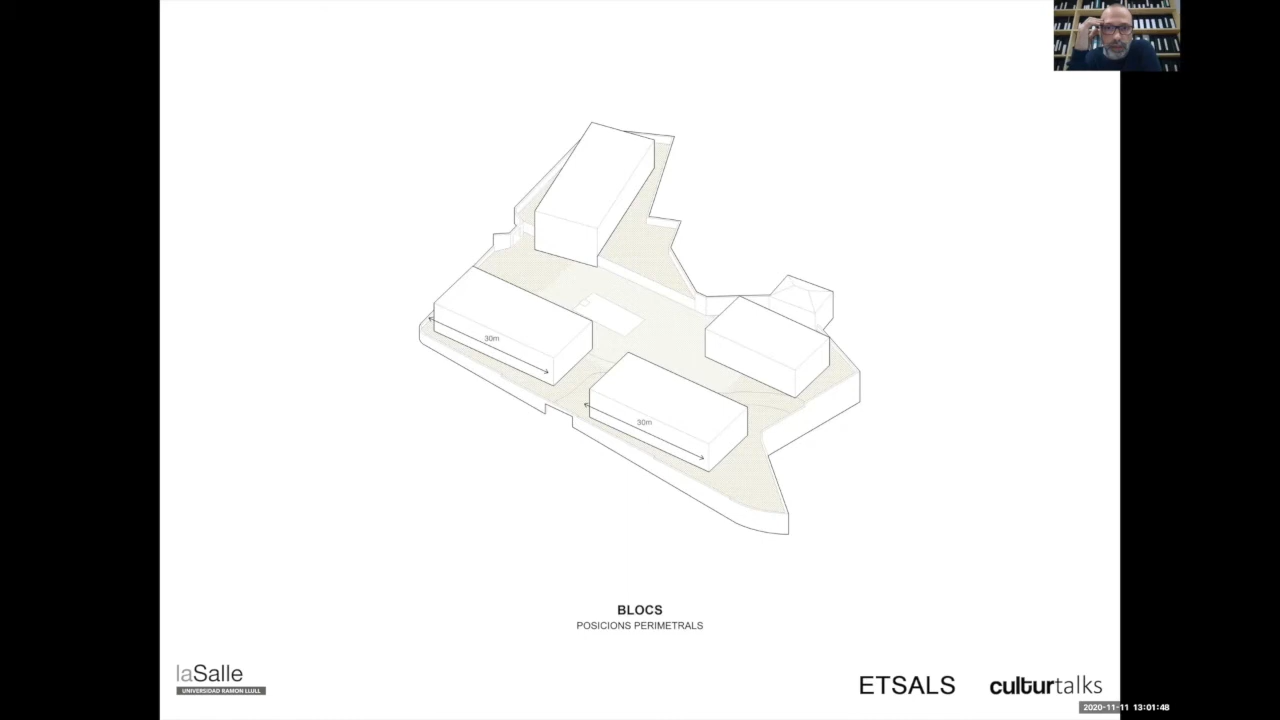 30m
30m
BLOCS
POSICIONS PERIMETRALS
laSalle
UNIVERSIDAD RAMON LLULL
ETSALS
culturtalks
2020-11-11 13:01:48